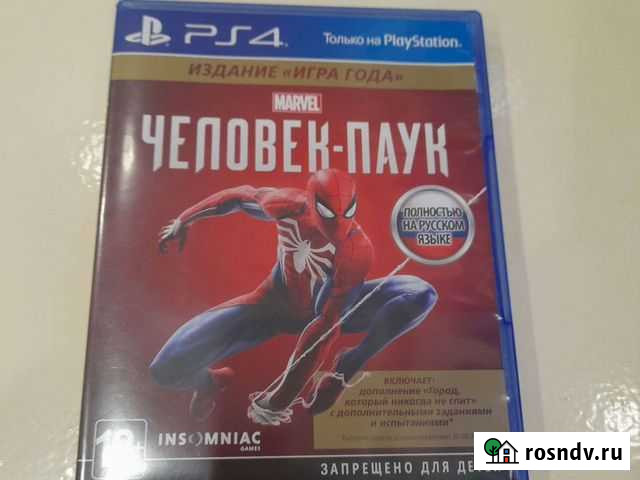 PS4
Только на PlayStation.
ИЗДАНИЕ «ИГРА ГОДА»
MARVEL
ЧЕЛОВЕК-ПАУК
ПОЛНОСТЬЮ
НА РУССКОМ
ЯЗЫКЕ
ВКЛЮЧАЕТ:
дополнение «Город,
который никогда не спит»
с дополнительными заданиями
и испытаниями*
18
INSOMNIAC
GAMES
ЗАПРЕЩЕНО ДЛЯ
rosndv.ru